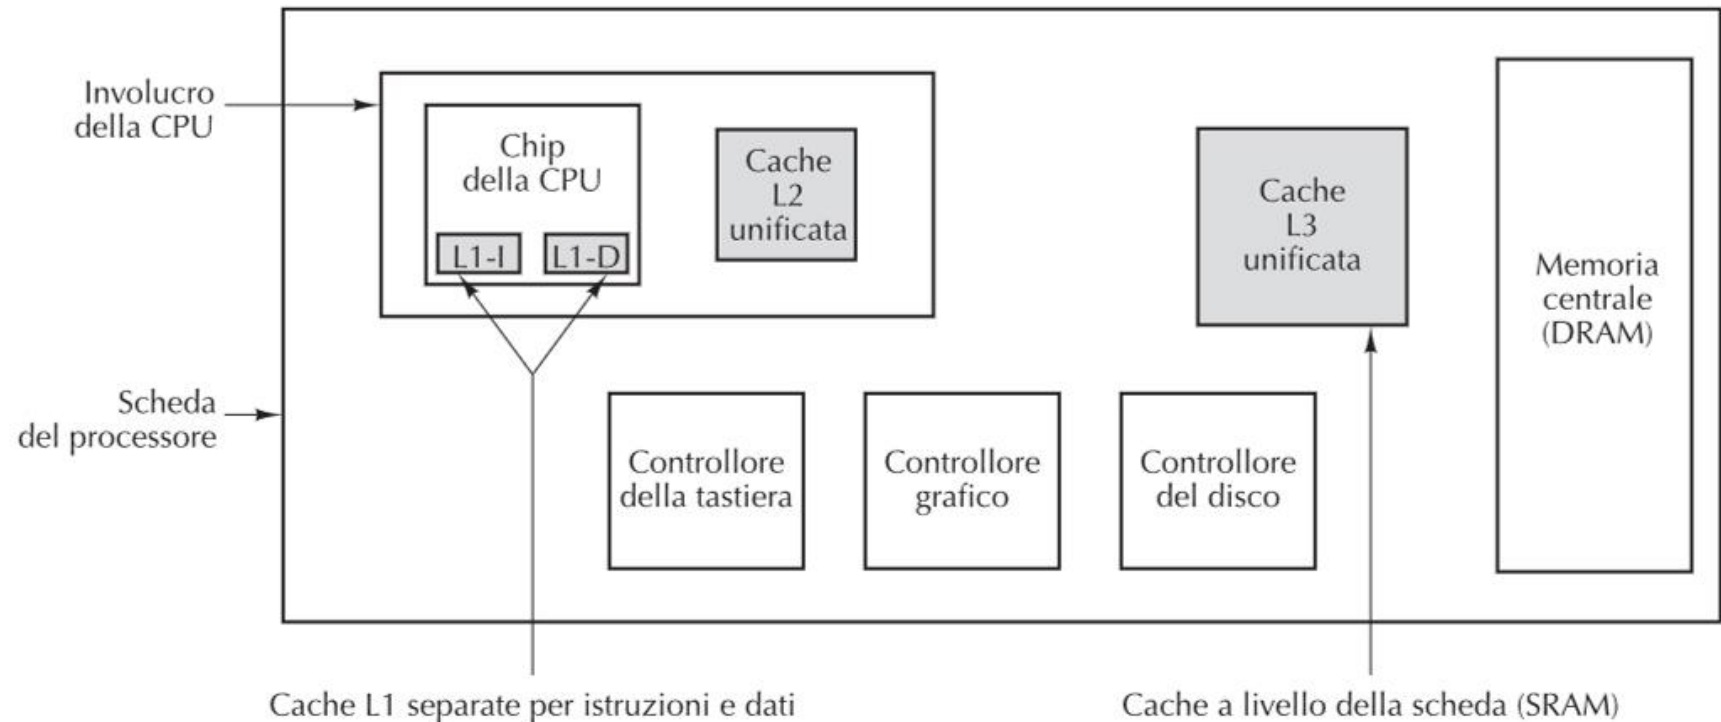 Involucro
della CPU
Chip
della CPU
L1-I
L1-D
Cache
L2
unificata
Cache
L3
unificata
Memoria
centrale
(DRAM)
Scheda
del processore
Controllore
della tastiera
Controllore
grafico
Controllore
del disco
Cache L1 separate per istruzioni e dati
Cache a livello della scheda (SRAM)